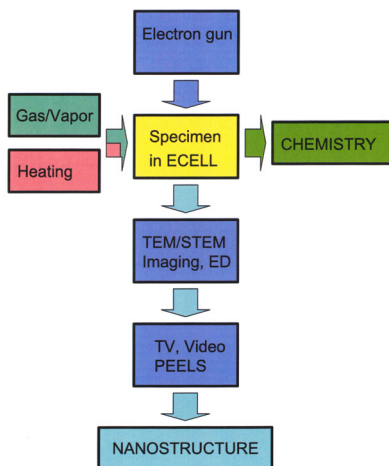 Electron gun
Gas/Vapor
Heating
Specimen
in ECELL
CHEMISTRY
TEM/STEM
Imaging, ED
TV, Video
PEELS
NANOSTRUCTURE